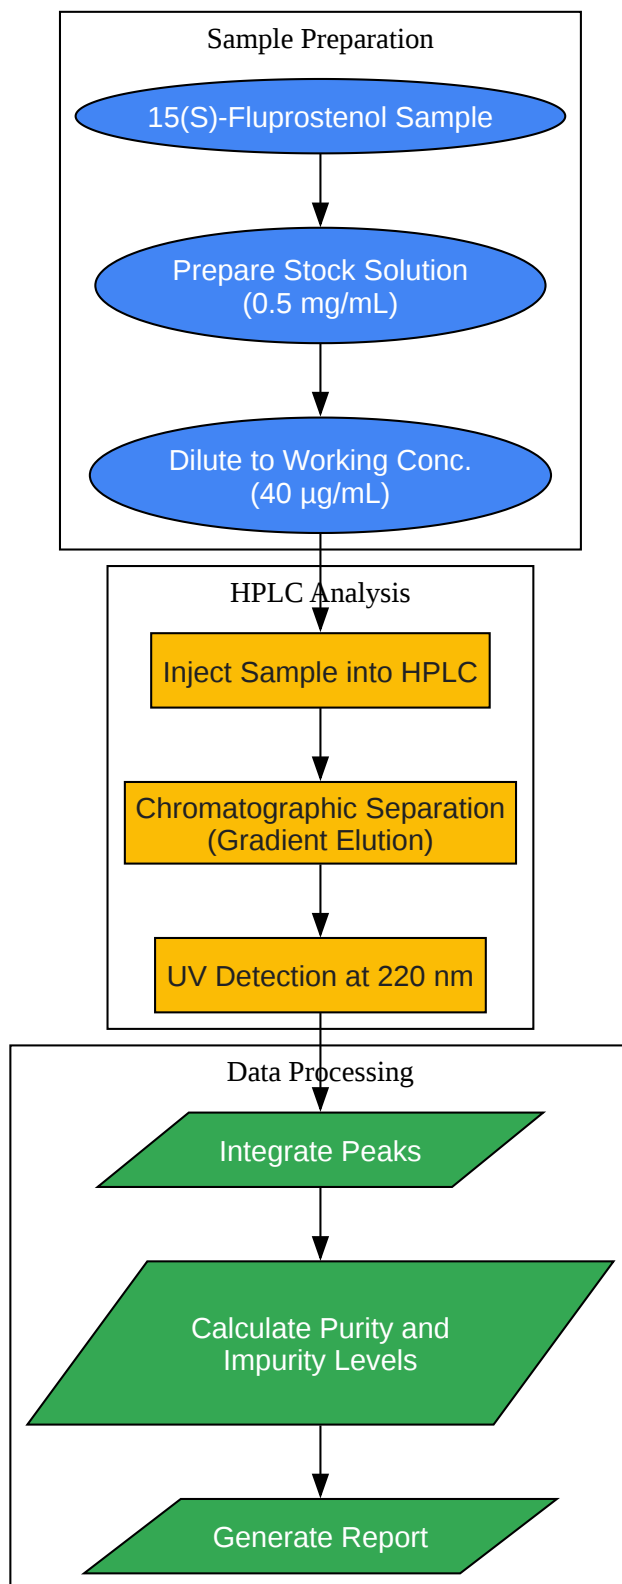 Sample Preparation
15(S)-Fluprostenol Sample
Prepare Stock Solution
(0.5 mg/mL)
Dilute to Working Conc.
(40 µg/mL)
HPLC Analysis
Inject Sample into HPLC
Chromatographic Separation
(Gradient Elution)
UV Detection at 220 nm
Data Processing
Integrate Peaks
Calculate Purity and
Impurity Levels
Generate Report